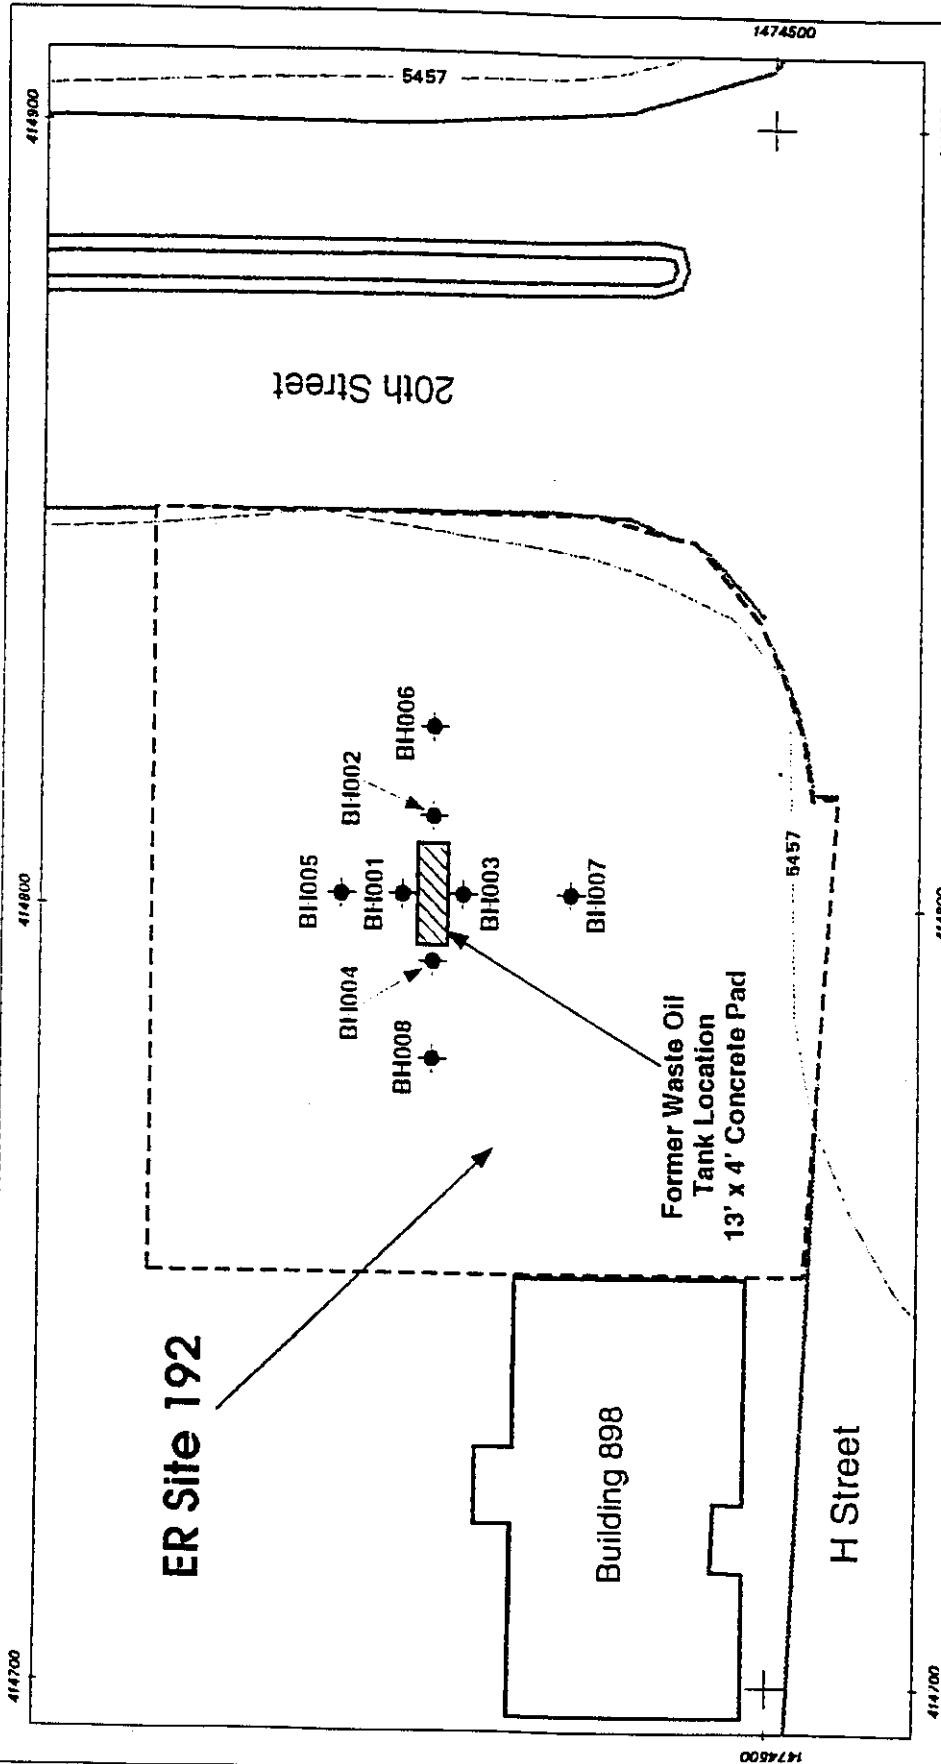 1474500
414900
5457
20th Street
BH006
BH002
BH005
BH001
BH003
BH007
BH004
BH008
414800
5457
Former Waste Oil
Tank Location
13' x 4' Concrete Pad
ER Site 192
Building 898
H Street
414700
414700
1474500